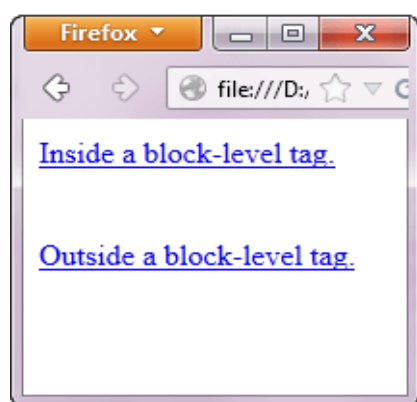 Firefox
file:///D:/
Inside a block-level tag.
Outside a block-level tag.